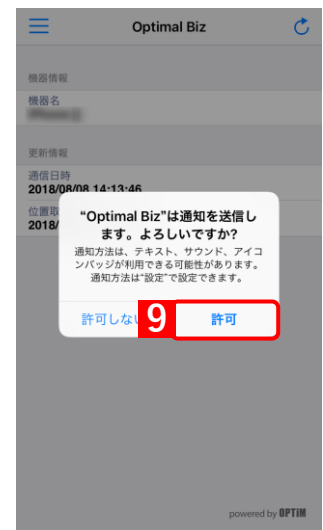 Optimal Biz
機器情報
機器名
更新情報
通信日時
2018/08/08 14:13:46
位置取
2018/
“Optimal Biz”は通知を送信し
ます。よろしいですか?
通知方法は、テキスト、サウンド、アイコ
ンバッジが利用できる可能性があります。
通知方法は“設定”で設定できます。
許可しない 9 許可
powered by OPTiM